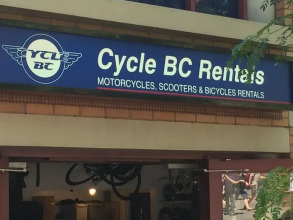 CYCLE
BC
Cycle BC Rentals
MOTORCYCLES, SCOOTERS & BICYCLES RENTALS